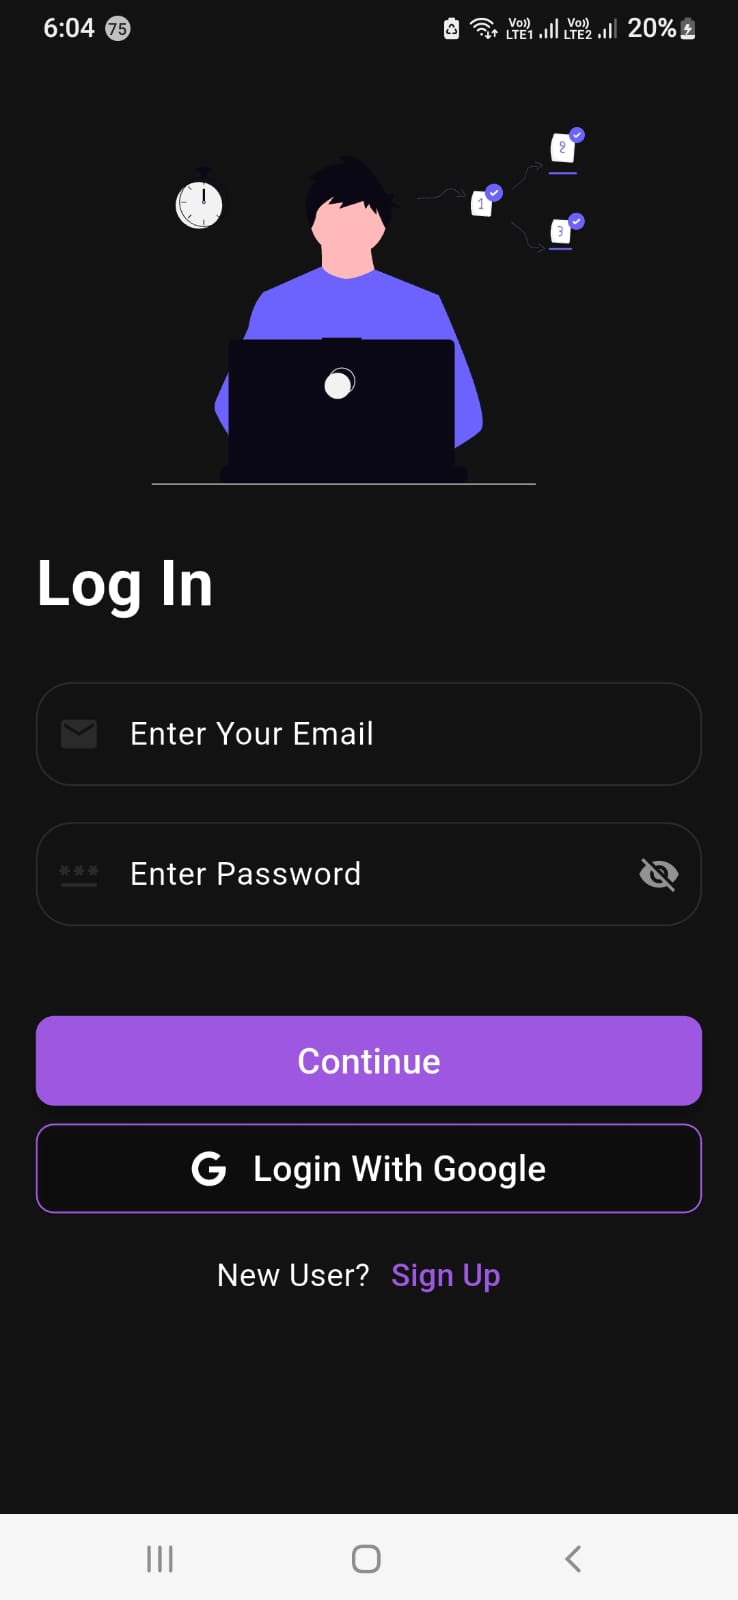 6:04 75 Vo)) LTE1 Vo)) LTE2 20%
2
1
3
Log In
Enter Your Email
Enter Password
Continue
G Login With Google
New User? Sign Up